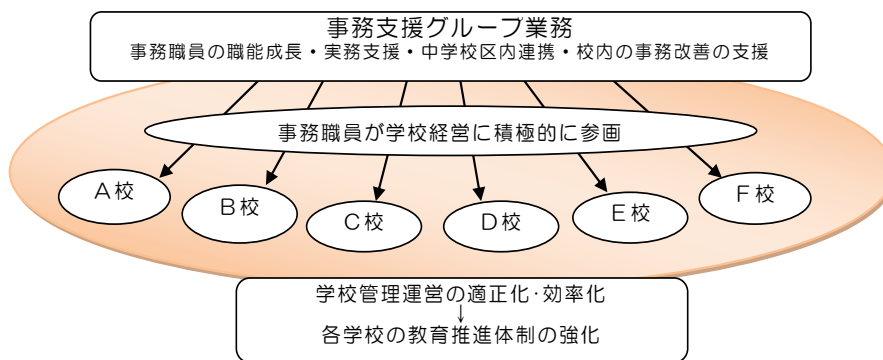 事務支援グループ業務
事務職員の職能成長・実務支援・中学校区内連携・校内の事務改善の支援
事務職員が学校経営に積極的に参画
A校
B校
C校
D校
E校
F校
学校管理運営の適正化･効率化
↓
各学校の教育推進体制の強化